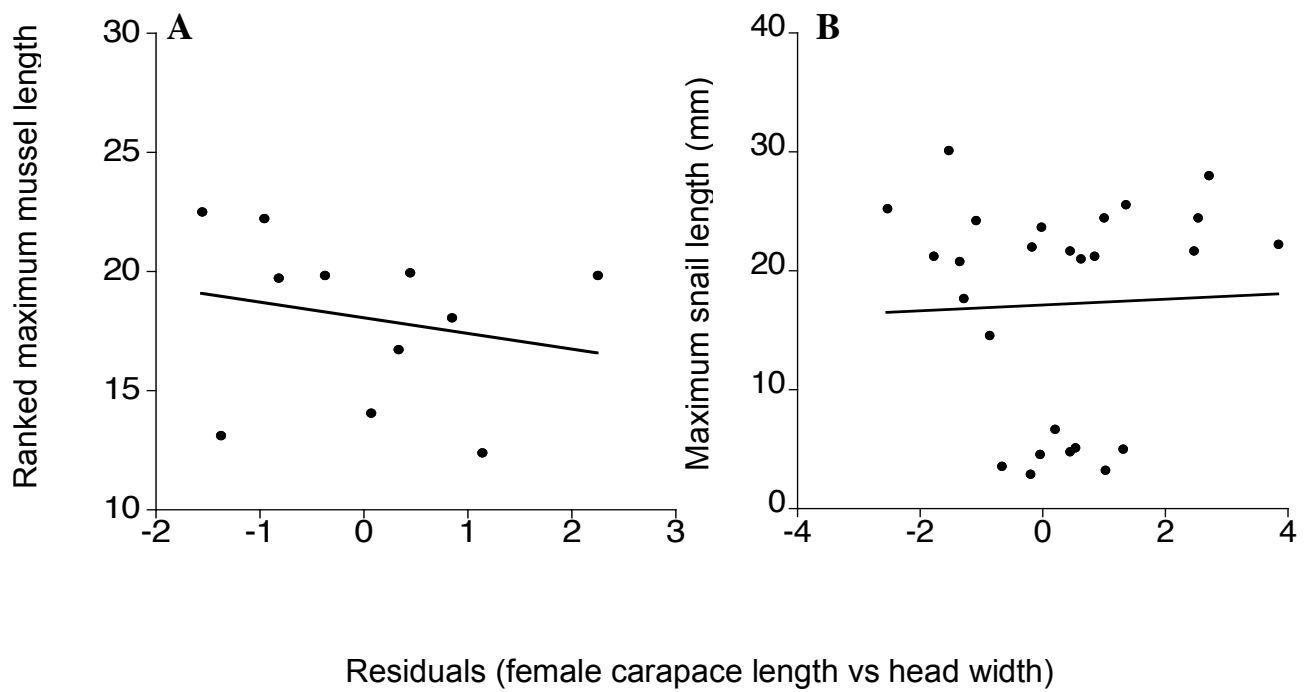 A
Ranked maximum mussel length
30
25
20
15
10
-2 -1 0 1 2 3
B
Maximum snail length (mm)
40
30
20
10
0
-4 -2 0 2 4
Residuals (female carapace length vs head width)